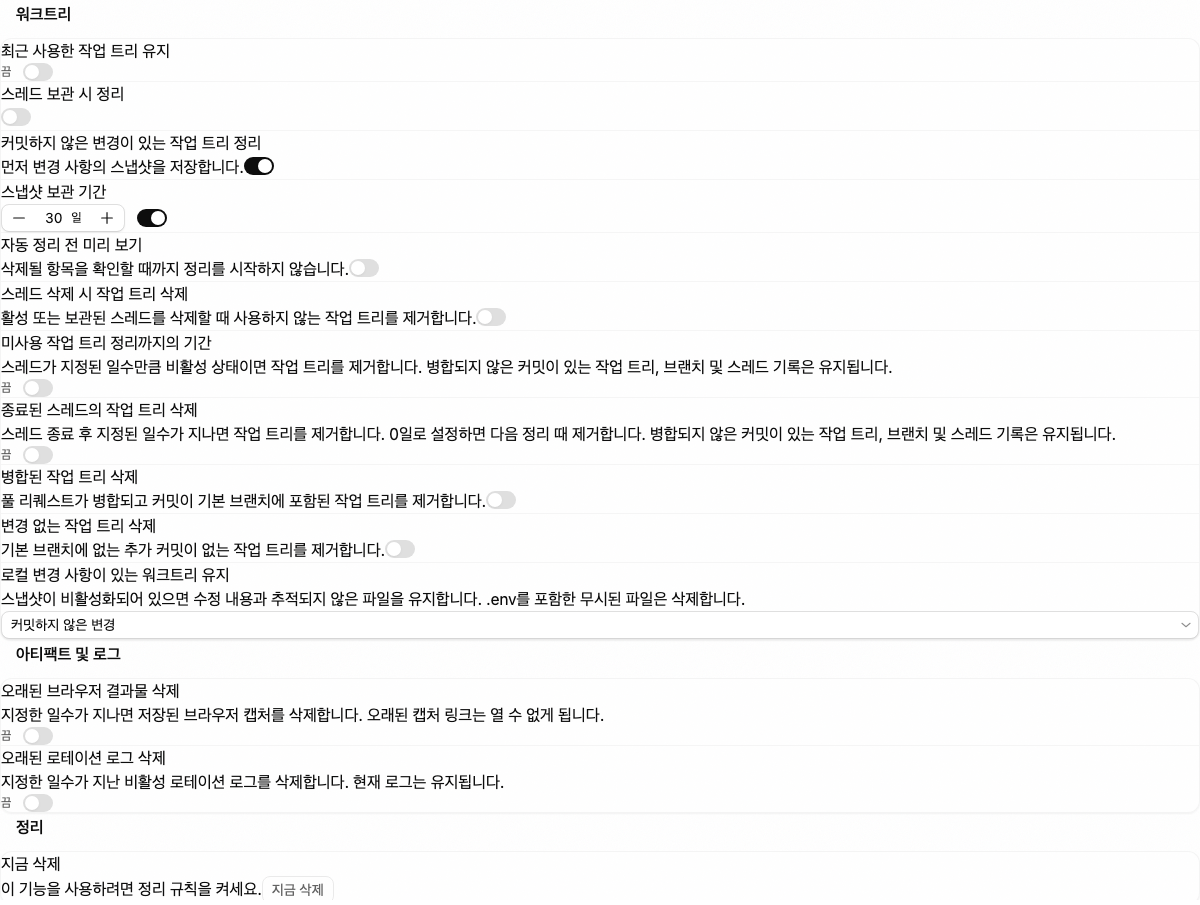 워크트리
최근 사용한 작업 트리 유지
끔
스레드 보관 시 정리
커밋하지 않은 변경이 있는 작업 트리 정리
먼저 변경 사항의 스냅샷을 저장합니다.
스냅샷 보관 기간
30 일
자동 정리 전 미리 보기
삭제될 항목을 확인할 때까지 정리를 시작하지 않습니다.
스레드 삭제 시 작업 트리 삭제
활성 또는 보관된 스레드를 삭제할 때 사용하지 않는 작업 트리를 제거합니다.
미사용 작업 트리 정리까지의 기간
스레드가 지정된 일수만큼 비활성 상태이면 작업 트리를 제거합니다. 병합되지 않은 커밋이 있는 작업 트리, 브랜치 및 스레드 기록은 유지됩니다.
끔
종료된 스레드의 작업 트리 삭제
스레드 종료 후 지정된 일수가 지나면 작업 트리를 제거합니다. 0일로 설정하면 다음 정리 때 제거합니다. 병합되지 않은 커밋이 있는 작업 트리, 브랜치 및 스레드 기록은 유지됩니다.
끔
병합된 작업 트리 삭제
풀 리퀘스트가 병합되고 커밋이 기본 브랜치에 포함된 작업 트리를 제거합니다.
변경 없는 작업 트리 삭제
기본 브랜치에 없는 추가 커밋이 없는 작업 트리를 제거합니다.
로컬 변경 사항이 있는 워크트리 유지
스냅샷이 비활성화되어 있으면 수정 내용과 추적되지 않은 파일을 유지합니다. .env를 포함한 무시된 파일은 삭제합니다.
커밋하지 않은 변경
아티팩트 및 로그
오래된 브라우저 결과물 삭제
지정한 일수가 지나면 저장된 브라우저 캡처를 삭제합니다. 오래된 캡처 링크는 열 수 없게 됩니다.
끔
오래된 로테이션 로그 삭제
지정한 일수가 지난 비활성 로테이션 로그를 삭제합니다. 현재 로그는 유지됩니다.
끔
정리
지금 삭제
이 기능을 사용하려면 정리 규칙을 켜세요. 지금 삭제